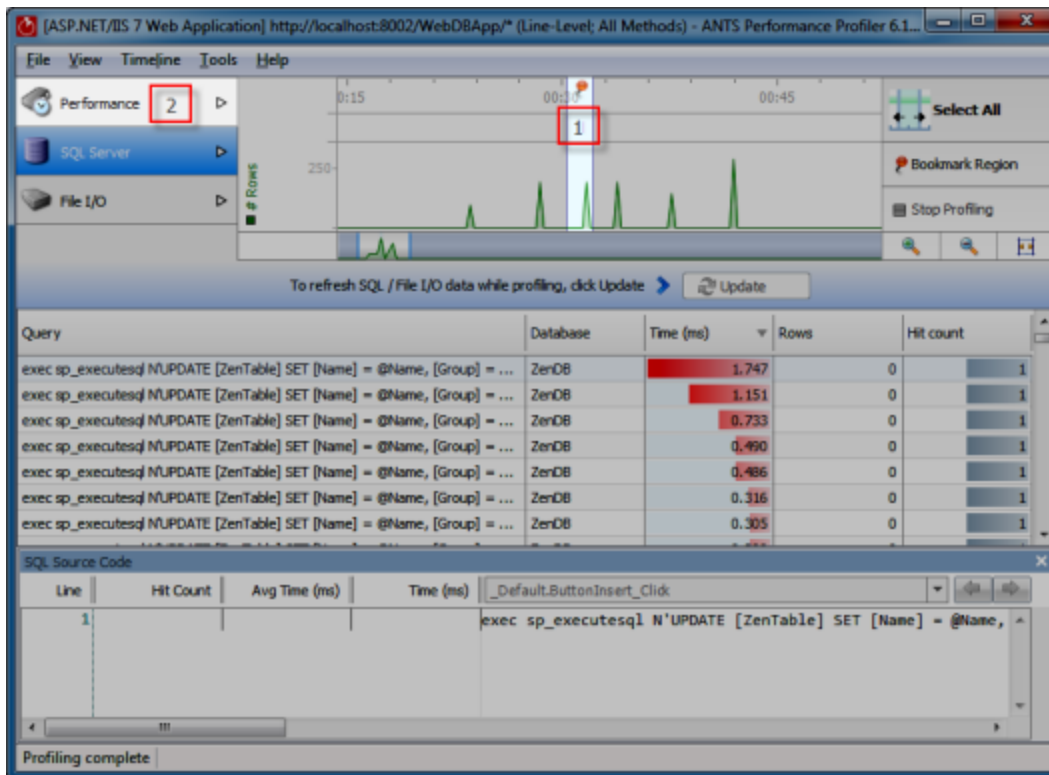 [ASP.NET/IIS 7 Web Application] http://localhost:8002/WebDBApp/* (Line-Level; All Methods) - ANTS Performance Profiler 6.1...
File View Timeline Tools Help
Performance 2
SQL Server
File I/O
# Rows
250
0:15 00:30 00:45
1
Select All
Bookmark Region
Stop Profiling
To refresh SQL / File I/O data while profiling, click Update Update
Query Database Time (ms) Rows Hit count
exec sp_executesql N'UPDATE [ZenTable] SET [Name] = @Name, [Group] = ... ZenDB 1.747 0 1
exec sp_executesql N'UPDATE [ZenTable] SET [Name] = @Name, [Group] = ... ZenDB 1.151 0 1
exec sp_executesql N'UPDATE [ZenTable] SET [Name] = @Name, [Group] = ... ZenDB 0.733 0 1
exec sp_executesql N'UPDATE [ZenTable] SET [Name] = @Name, [Group] = ... ZenDB 0.490 0 1
exec sp_executesql N'UPDATE [ZenTable] SET [Name] = @Name, [Group] = ... ZenDB 0.486 0 1
exec sp_executesql N'UPDATE [ZenTable] SET [Name] = @Name, [Group] = ... ZenDB 0.316 0 1
exec sp_executesql N'UPDATE [ZenTable] SET [Name] = @Name, [Group] = ... ZenDB 0.305 0 1
SQL Source Code
Line Hit Count Avg Time (ms) Time (ms) _Default.ButtonInsert_Click
1 exec sp_executesql N'UPDATE [ZenTable] SET [Name] = @Name,
Profiling complete